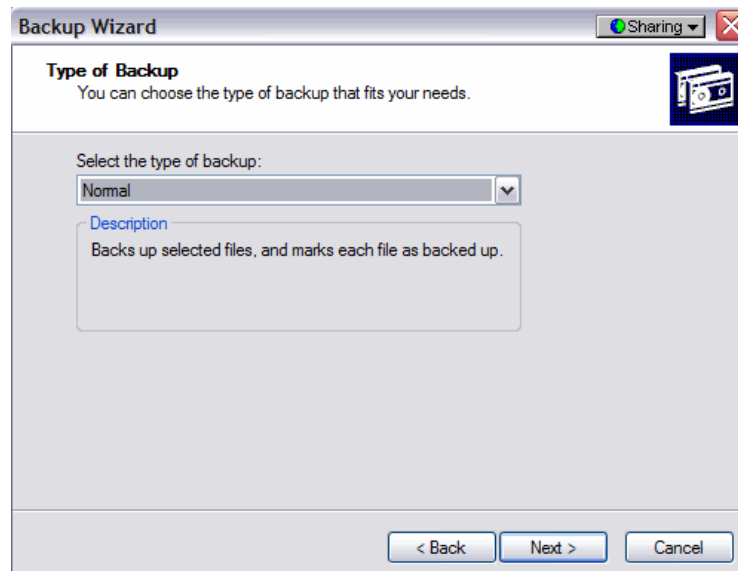 Backup Wizard
Sharing
Type of Backup
You can choose the type of backup that fits your needs.
Select the type of backup:
Normal
Description
Backs up selected files, and marks each file as backed up.
< Back
Next >
Cancel